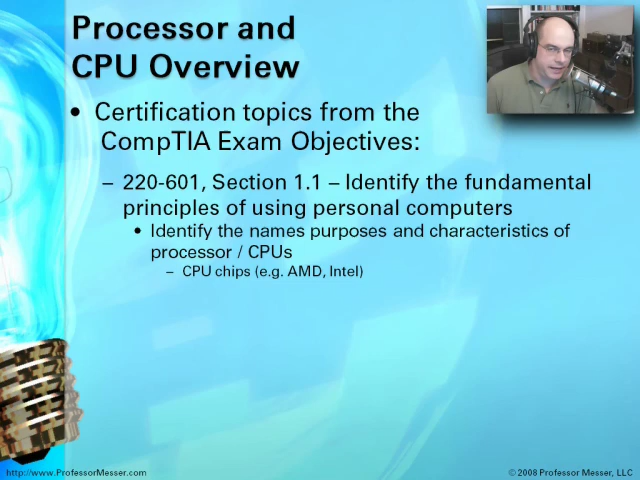 Processor and
CPU Overview
• Certification topics from the
CompTIA Exam Objectives:
– 220-601, Section 1.1 – Identify the fundamental
principles of using personal computers
• Identify the names purposes and characteristics of
processor / CPUs
– CPU chips (e.g. AMD, Intel)
http://www.ProfessorMesser.com
© 2008 Professor Messer, LLC